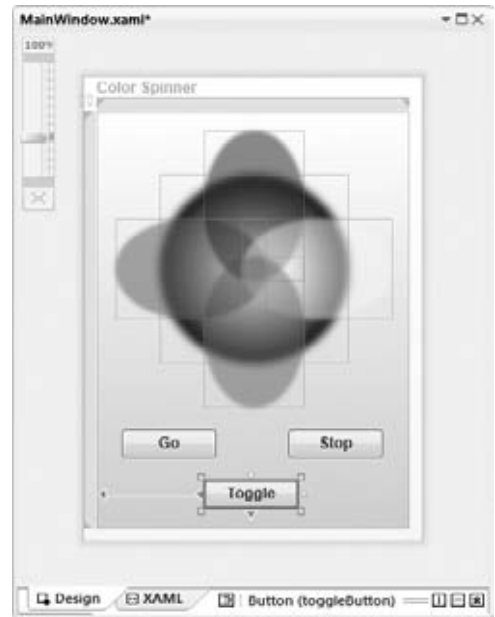 MainWindow.xaml*
100%
Color Spinner
Go
Stop
Toggle
Design
XAML
Button (toggleButton)